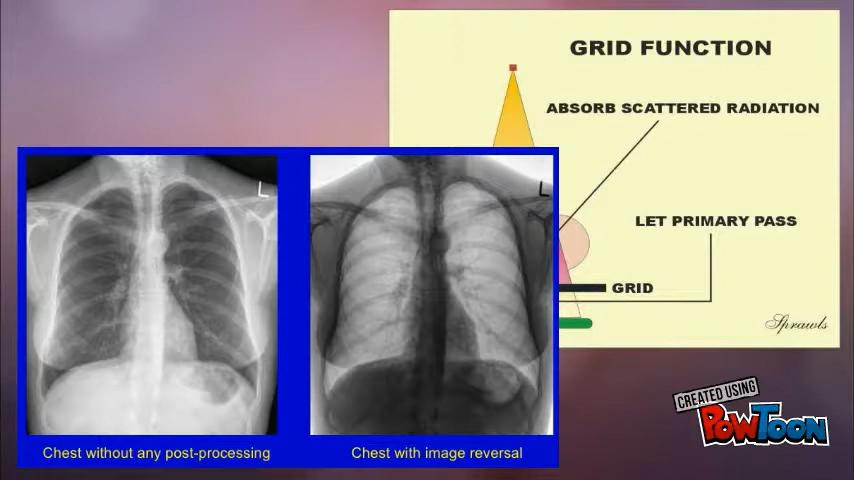 GRID FUNCTION
ABSORB SCATTERED RADIATION
LET PRIMARY PASS
GRID
Sprawls
L
L
Chest without any post-processing
Chest with image reversal
CREATED USING
POWTOON